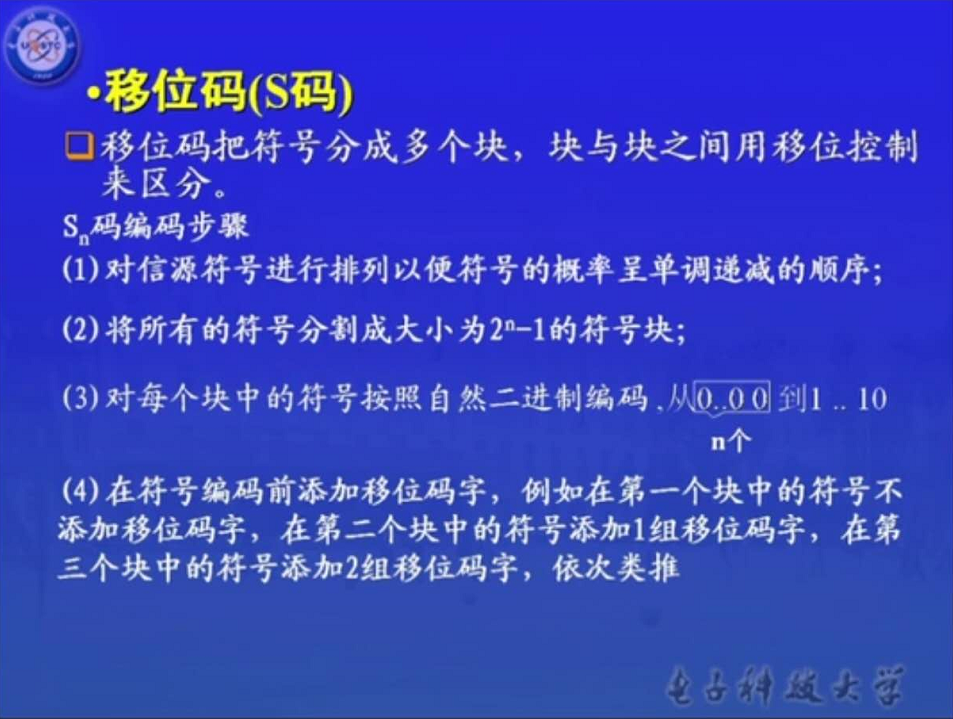 •移位码(S码)
移位码把符号分成多个块，块与块之间用移位控制
来区分。
Sn码编码步骤
(1)对信源符号进行排列以便符号的概率呈单调递减的顺序；
(2)将所有的符号分割成大小为2ⁿ-1的符号块；
(3)对每个块中的符号按照自然二进制编码，从0..00到1..10
n个
(4)在符号编码前添加移位码字，例如在第一个块中的符号不
添加移位码字，在第二个块中的符号添加1组移位码字，在第
三个块中的符号添加2组移位码字，依次类推
电子科技大学